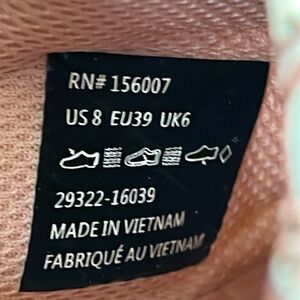 RN# 156007
US 8 EU39 UK6
29322-16039
MADE IN VIETNAM
FABRIQUÉ AU VIETNAM